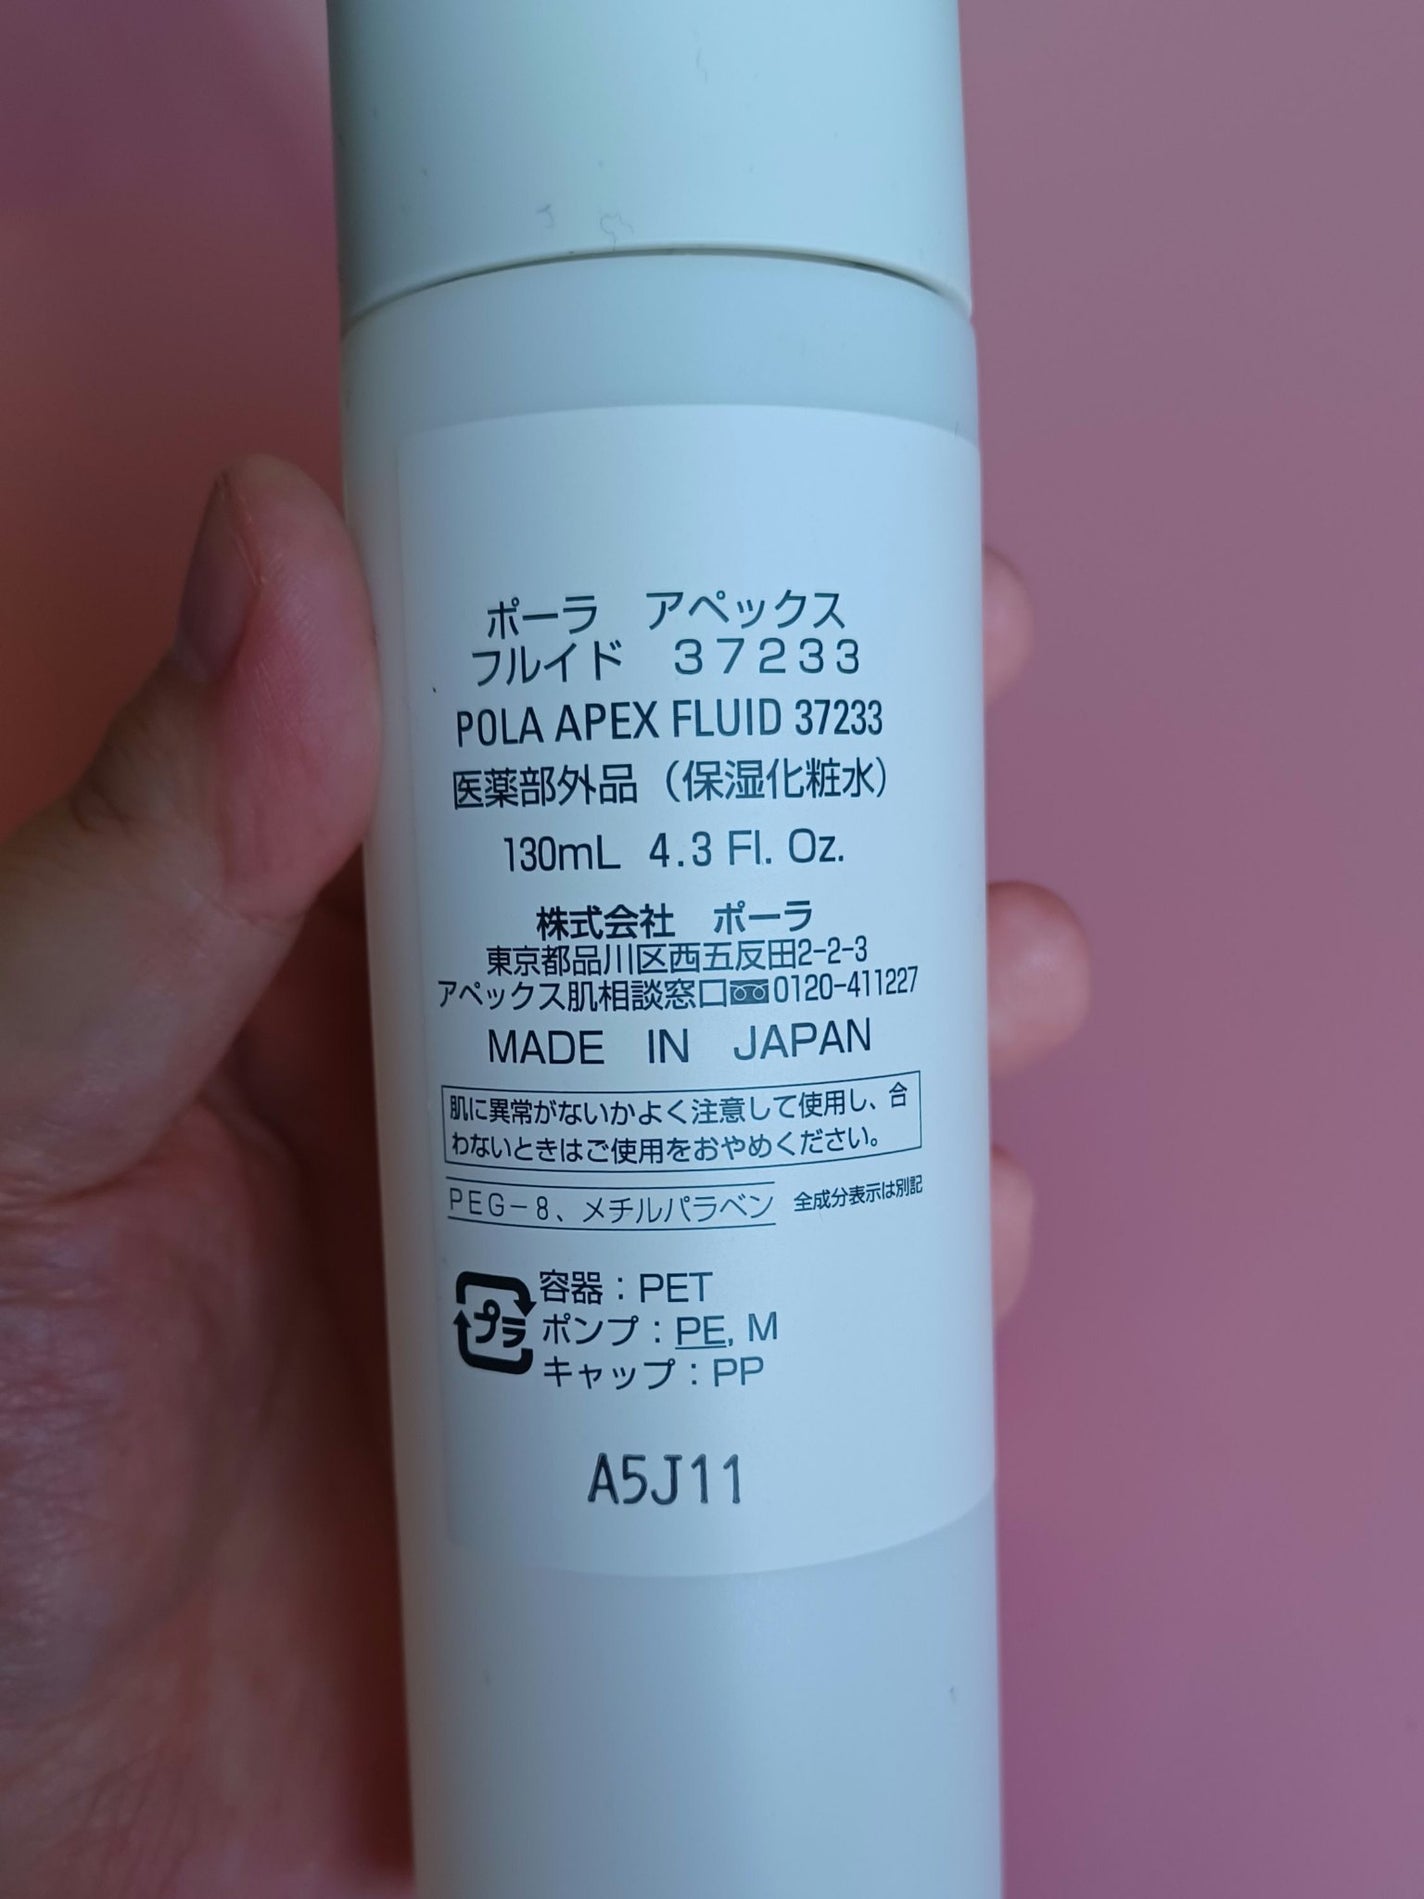 ポーラ　アペックス
フルイド　３７２３３
POLA APEX FLUID 37233
医薬部外品（保湿化粧水）
130mL 4.3 Fl. Oz.
株式会社　ポーラ
東京都品川区西五反田2-2-3
アペックス肌相談窓口0120-411227
MADE IN JAPAN
肌に異常がないかよく注意して使用し、合
わないときはご使用をおやめください。
PEG－8、メチルパラベン 全成分表示は別記
プラ 容器：PET
ポンプ：PE, M
キャップ：PP
A5J11